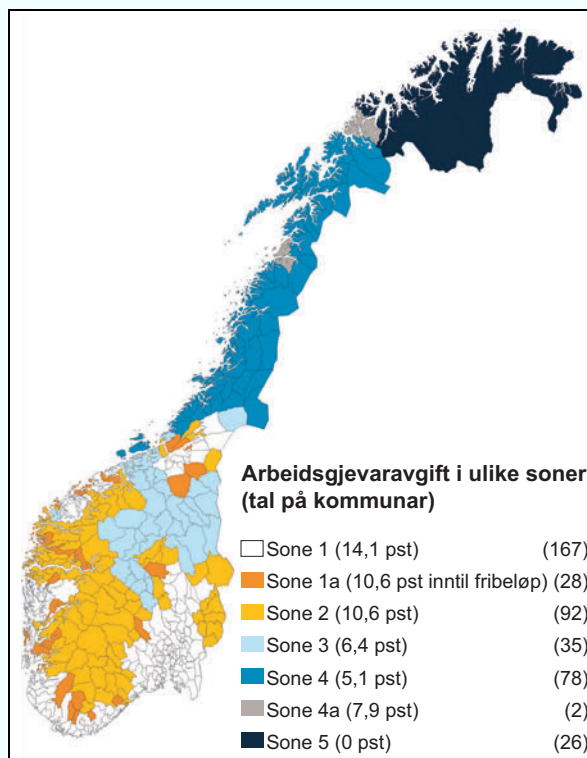 Arbeidsgjevaravgift i ulike soner
(tal på kommunar)
Sone 1 (14,1 pst) (167)
Sone 1a (10,6 pst inntil fribeløp) (28)
Sone 2 (10,6 pst) (92)
Sone 3 (6,4 pst) (35)
Sone 4 (5,1 pst) (78)
Sone 4a (7,9 pst) (2)
Sone 5 (0 pst) (26)